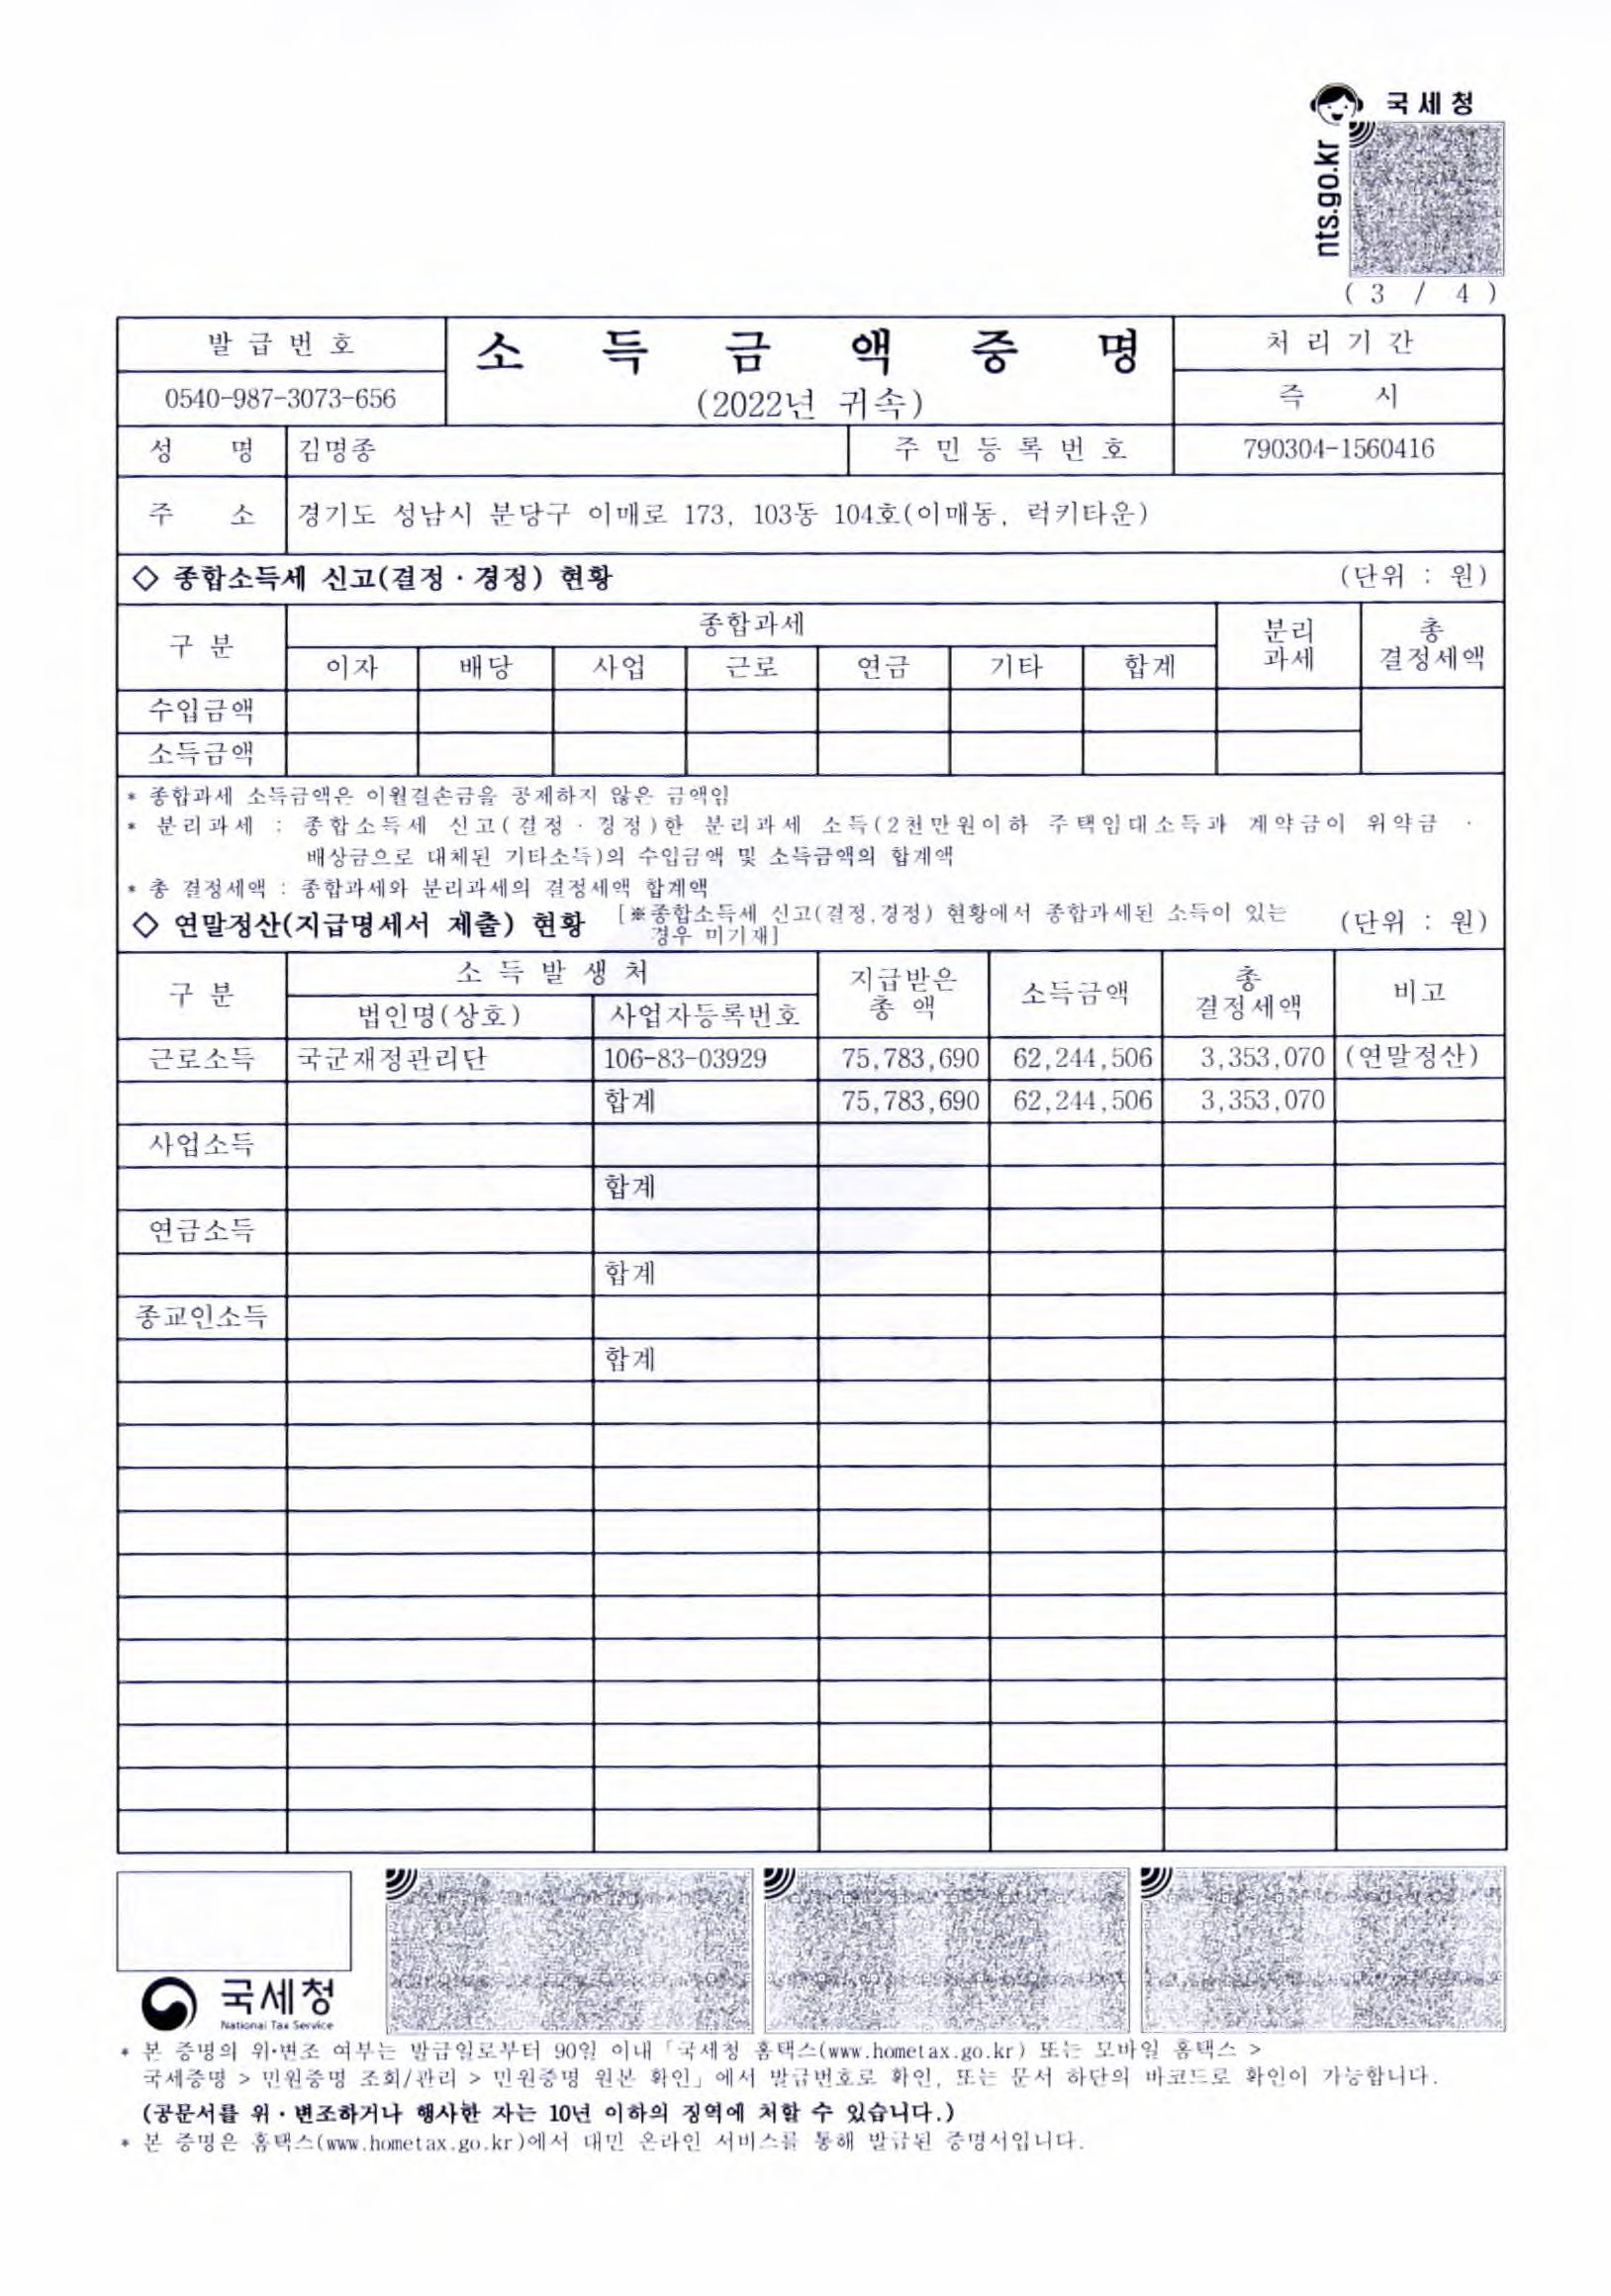 국세청
nts.go.kr
( 3 / 4 )
발 급 번 호
소 득 금 액 증 명
처 리 기 간
0540-987-3073-656
(2022년 귀속)
즉 시
성 명 김명종 주 민 등 록 번 호 790304-1560416
주 소 경기도 성남시 분당구 이매로 173, 103동 104호(이매동, 럭키타운)
◇ 종합소득세 신고(결정·경정) 현황 (단위 : 원)
구 분 종합과세 분리과세 총결정세액
이자 배당 사업 근로 연금 기타 합계
수입금액
소득금액
* 종합과세 소득금액은 이월결손금을 공제하지 않은 금액임
* 분리과세 : 종합소득세 신고(결정·경정)한 분리과세 소득(2천만원이하 주택임대소득과 계약금이 위약금 ·
배상금으로 대체된 기타소득)의 수입금액 및 소득금액의 합계액
* 총 결정세액 : 종합과세와 분리과세의 결정세액 합계액
◇ 연말정산(지급명세서 제출) 현황 [※종합소득세 신고(결정,경정) 현황에서 종합과세된 소득이 있는 (단위 : 원)
경우 미기재]
구 분 소 득 발 생 처 지급받은 총 액 소득금액 총 결정세액 비고
법인명(상호) 사업자등록번호
근로소득 국군재정관리단 106-83-03929 75,783,690 62,244,506 3,353,070 (연말정산)
합계 75,783,690 62,244,506 3,353,070
사업소득
합계
연금소득
합계
종교인소득
합계
국세청
National Tax Service
* 본 증명의 위·변조 여부는 발급일로부터 90일 이내「국세청 홈택스(www.hometax.go.kr) 또는 모바일 홈택스 >
국세증명 > 민원증명 조회/관리 > 민원증명 원본 확인」에서 발급번호로 확인, 또는 문서 하단의 바코드로 확인이 가능합니다.
(공문서를 위·변조하거나 행사한 자는 10년 이하의 징역에 처할 수 있습니다.)
* 본 증명은 홈택스(www.hometax.go.kr)에서 대민 온라인 서비스를 통해 발급된 증명서입니다.